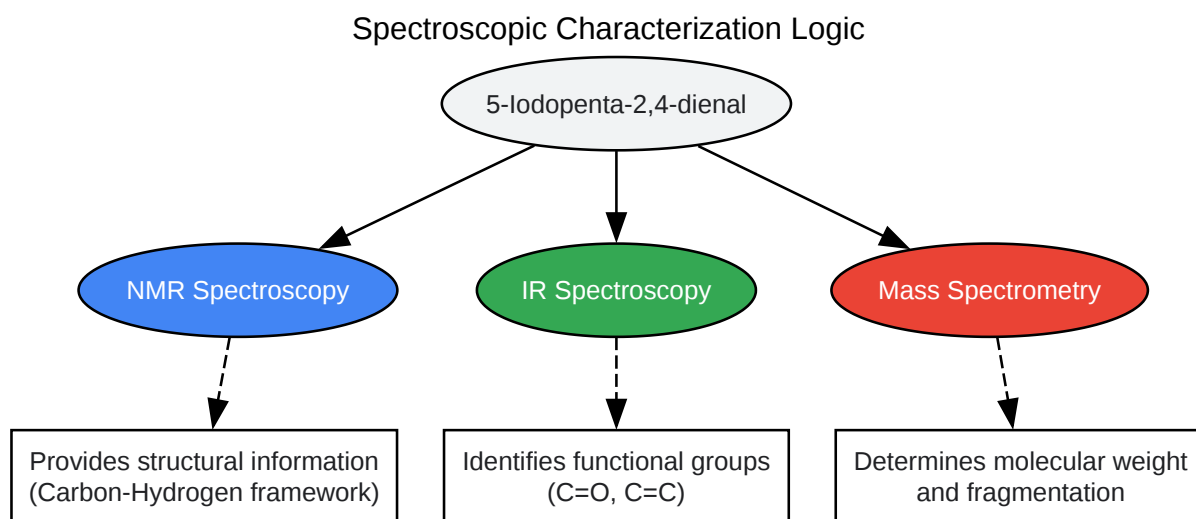 Spectroscopic Characterization Logic
5-Iodopenta-2,4-dienal
NMR Spectroscopy
IR Spectroscopy
Mass Spectrometry
Provides structural information
(Carbon-Hydrogen framework)
Identifies functional groups
(C=O, C=C)
Determines molecular weight
and fragmentation